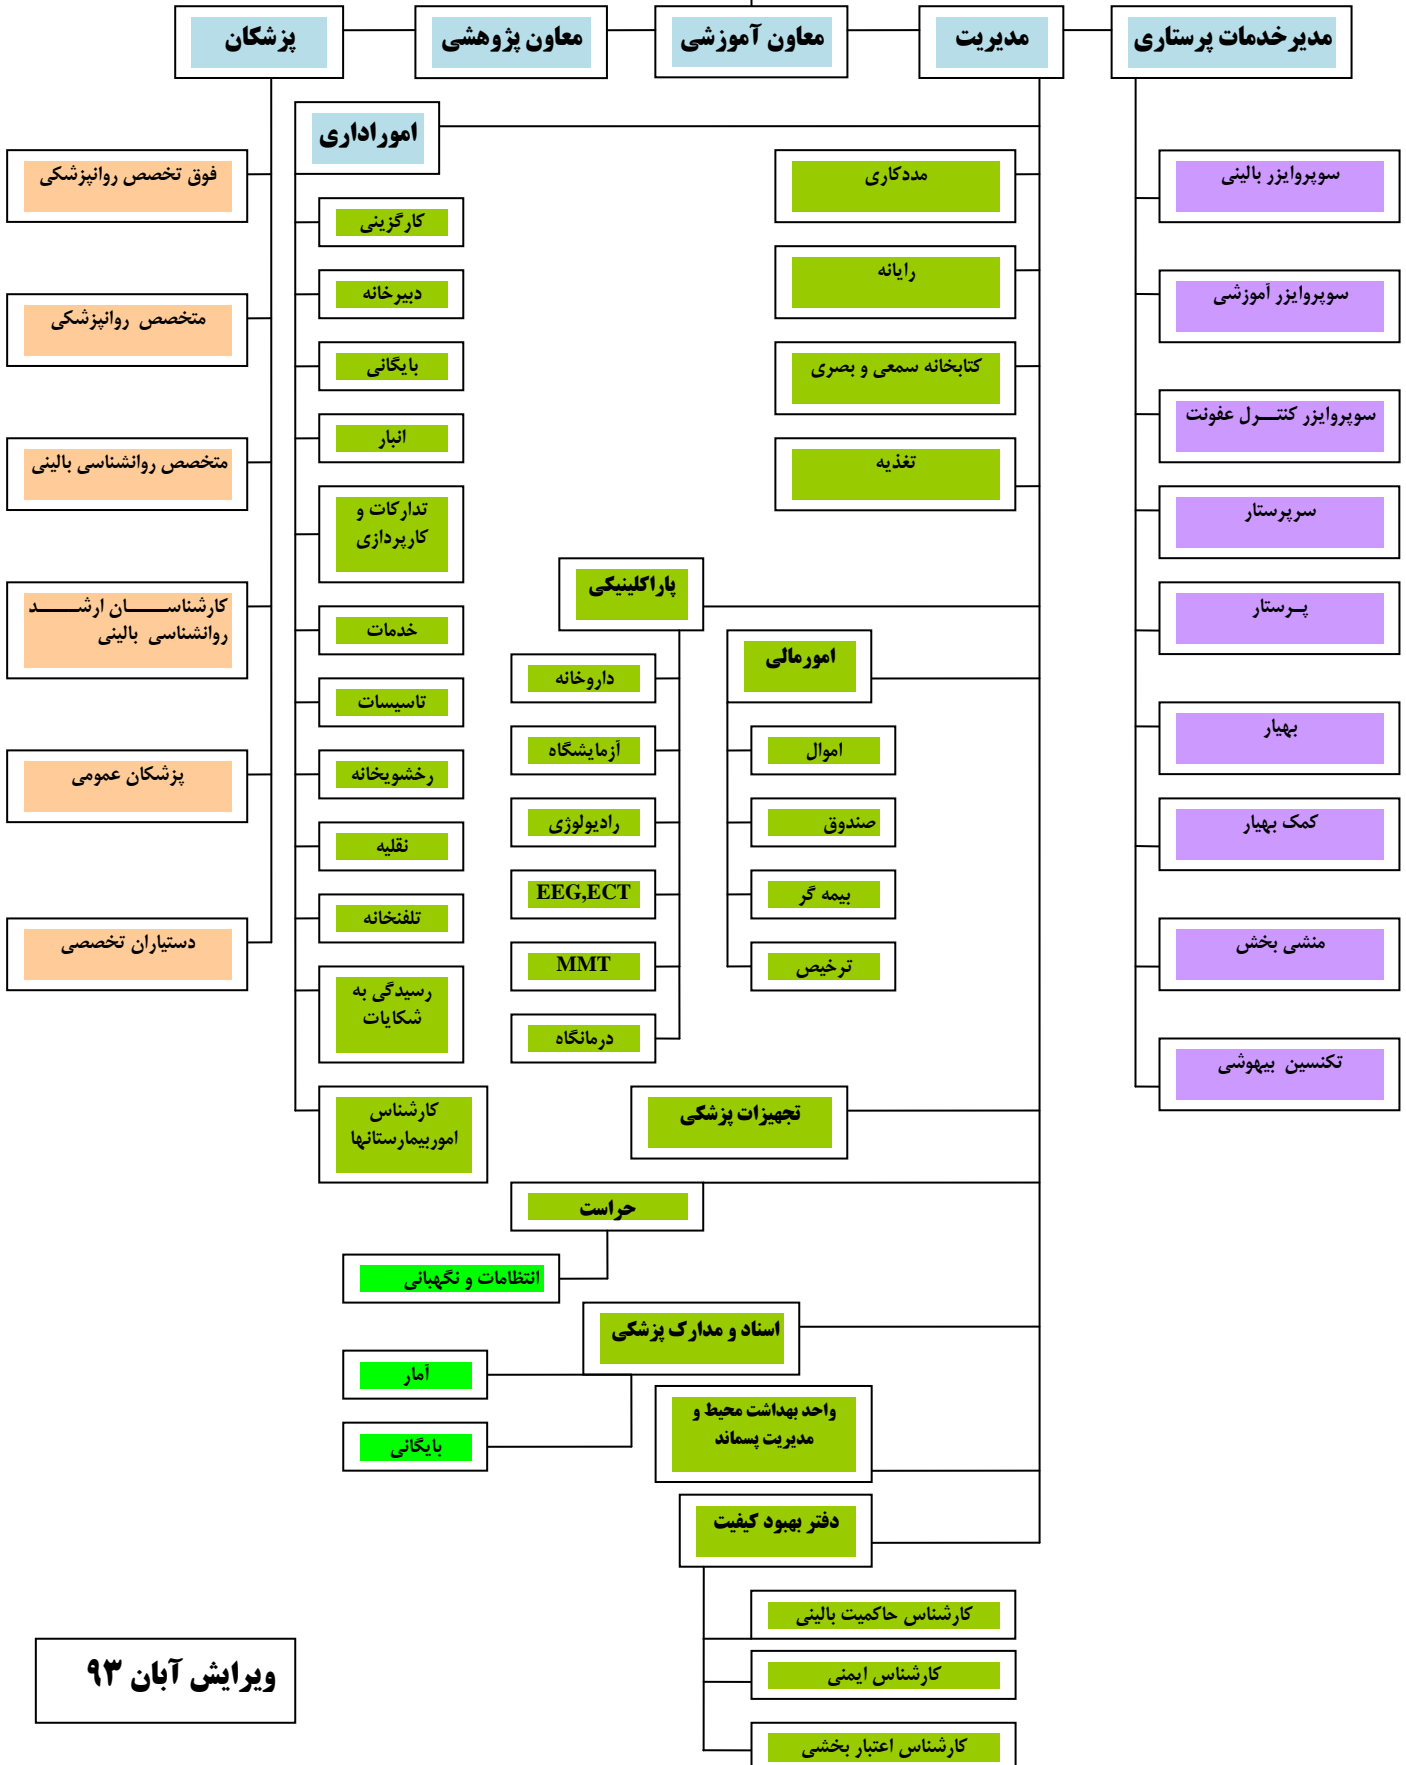 مدیرخدمات پرستاری
مدیریت
معاون آموزشی
معاون پژوهشی
پزشکان
سوپروایزر بالینی
سوپروایزر آموزشی
سوپروایزر کنتــرل عفونت
سرپرستار
پـرستار
بهیار
کمک بهیار
منشی بخش
تکنسین بیهوشی
مددکاری
رایانه
کتابخانه سمعی و بصری
تغذیه
پاراکلینیکی
داروخانه
آزمایشگاه
رادیولوژی
EEG,ECT
MMT
درمانگاه
امورمالی
اموال
صندوق
بیمه گر
ترخیص
تجهیزات پزشکی
حراست
انتظامات و نگهبانی
اسناد و مدارک پزشکی
آمار
بایگانی
واحد بهداشت محیط و
مدیریت پسماند
دفتر بهبود کیفیت
کارشناس حاکمیت بالینی
کارشناس ایمنی
کارشناس اعتبار بخشی
اموراداری
کارگزینی
دبیرخانه
بایگانی
انبار
تدارکات و
کارپردازی
خدمات
تاسیسات
رخشویخانه
نقلیه
تلفنخانه
رسیدگی به
شکایات
کارشناس
اموربیمارستانها
فوق تخصص روانپزشکی
متخصص روانپزشکی
متخصص روانشناسی بالینی
کارشناســـان ارشــــد
روانشناسی بالینی
پزشکان عمومی
دستیاران تخصصی
ویرایش آبان ۹۳